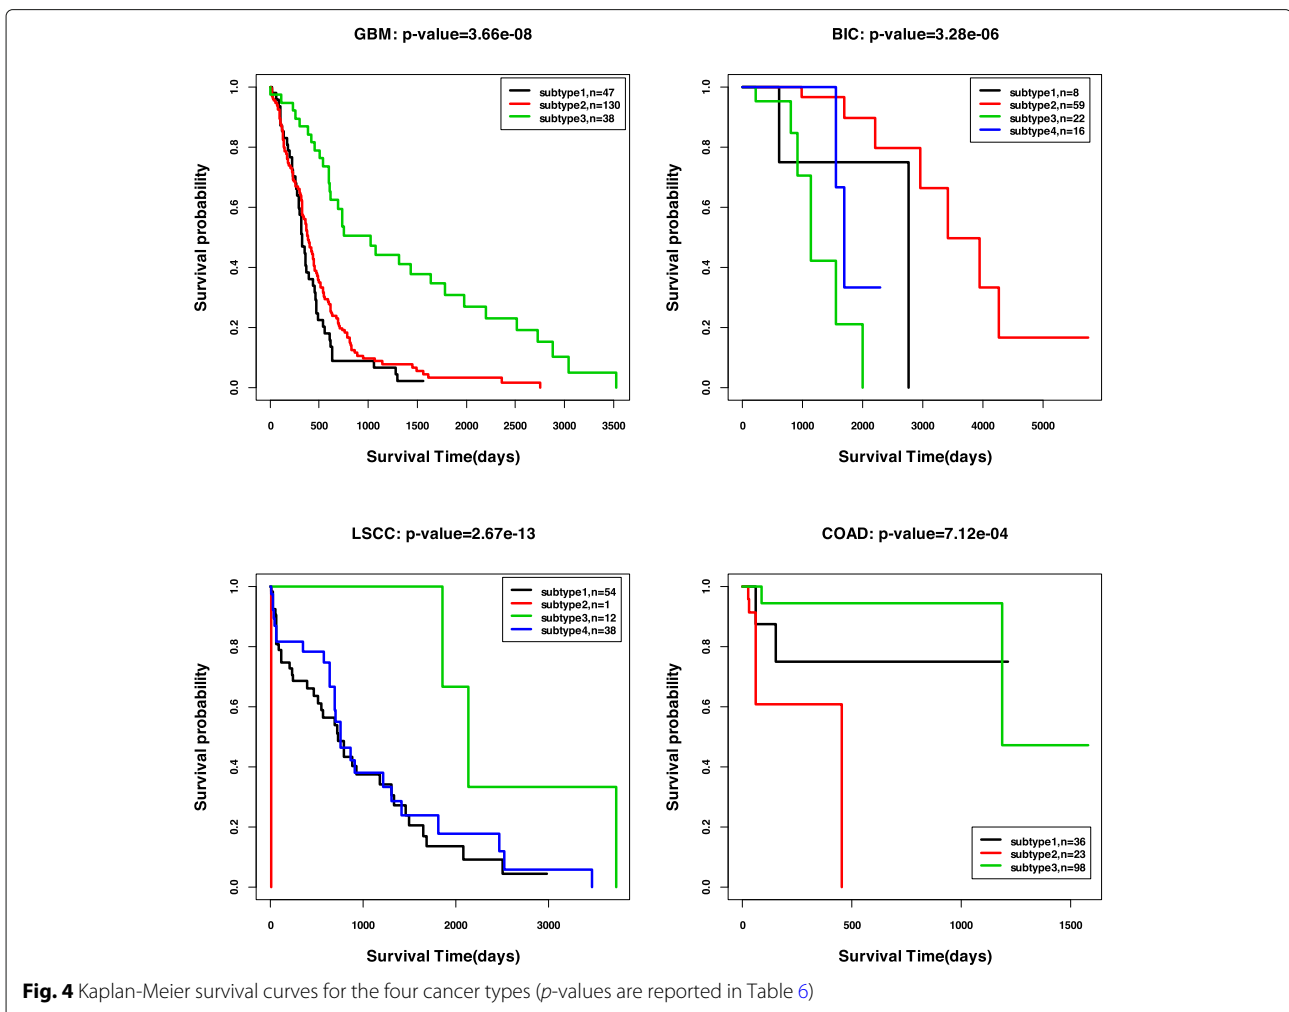 GBM: p-value=3.66e-08
Survival probability
0.0 0.2 0.4 0.6 0.8 1.0
subtype1,n=47
subtype2,n=130
subtype3,n=38
0 500 1000 1500 2000 2500 3000 3500
Survival Time(days)
BIC: p-value=3.28e-06
Survival probability
0.0 0.2 0.4 0.6 0.8 1.0
subtype1,n=8
subtype2,n=59
subtype3,n=22
subtype4,n=16
0 1000 2000 3000 4000 5000
Survival Time(days)
LSCC: p-value=2.67e-13
Survival probability
0.0 0.2 0.4 0.6 0.8 1.0
subtype1,n=54
subtype2,n=1
subtype3,n=12
subtype4,n=38
0 1000 2000 3000
Survival Time(days)
COAD: p-value=7.12e-04
Survival probability
0.0 0.2 0.4 0.6 0.8 1.0
subtype1,n=36
subtype2,n=23
subtype3,n=98
0 500 1000 1500
Survival Time(days)
Fig. 4 Kaplan-Meier survival curves for the four cancer types (p-values are reported in Table 6)